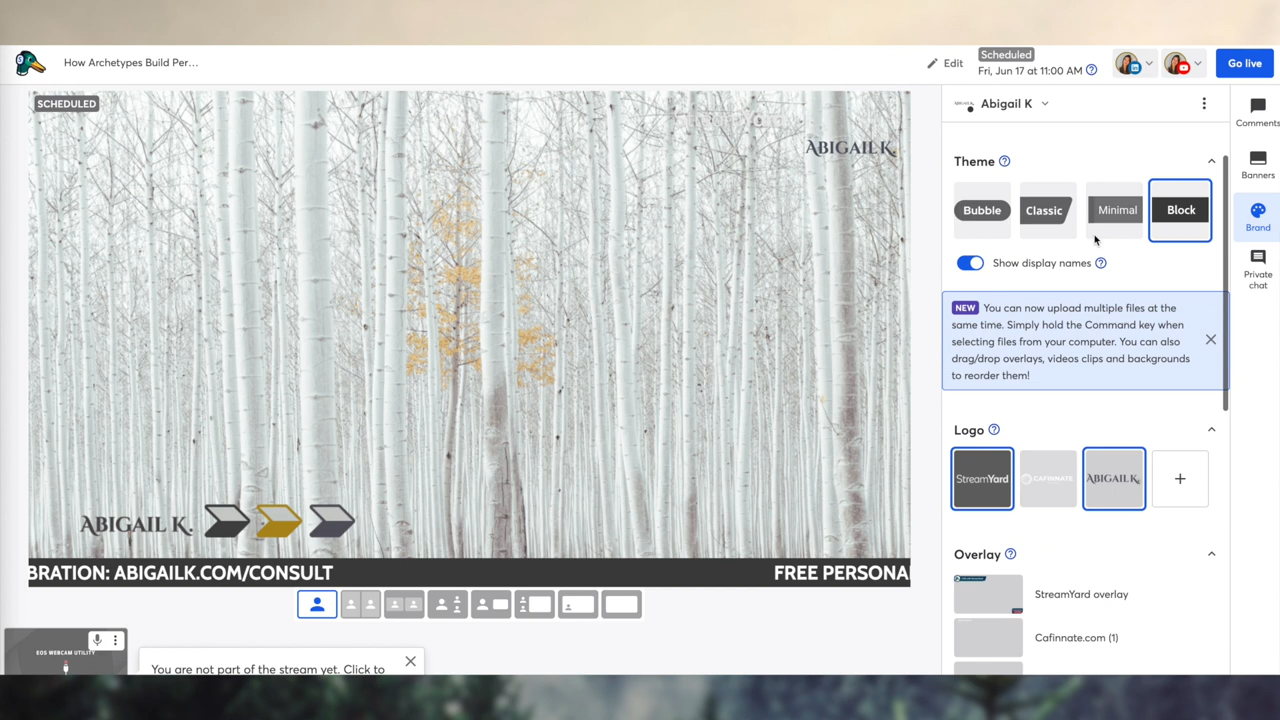 How Archetypes Build Per...
Edit
Scheduled
Fri, Jun 17 at 11:00 AM
Go live
SCHEDULED
ABIGAIL K.
ABIGAIL K.
BRATION: ABIGAILK.COM/CONSULT
FREE PERSONA
EOS WEBCAM UTILITY
You are not part of the stream yet. Click to
Abigail K
Theme
Bubble
Classic
Minimal
Block
Show display names
NEW You can now upload multiple files at the
same time. Simply hold the Command key when
selecting files from your computer. You can also
drag/drop overlays, videos clips and backgrounds
to reorder them!
Logo
StreamYard
CAFINNATE
ABIGAIL K.
Overlay
StreamYard overlay
Cafinnate.com (1)
Comments
Banners
Brand
Private
chat